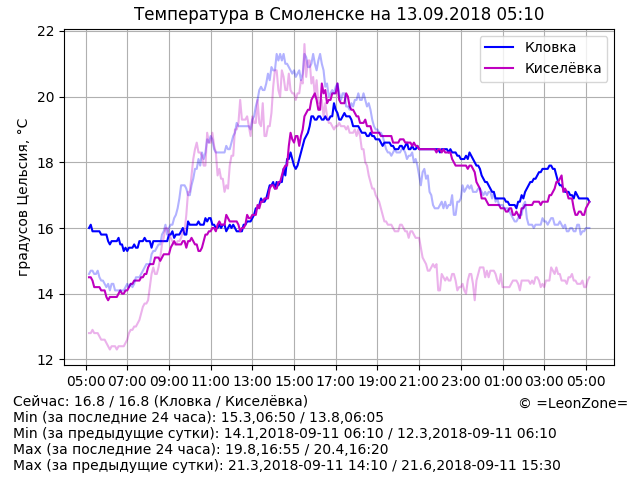 Температура в Смоленске на 13.09.2018 05:10
Кловка
Киселёвка
градусов Цельсия, °C
22
20
18
16
14
12
05:00 07:00 09:00 11:00 13:00 15:00 17:00 19:00 21:00 23:00 01:00 03:00 05:00
Сейчас: 16.8 / 16.8 (Кловка / Киселёвка)
© =LeonZone=
Min (за последние 24 часа): 15.3,06:50 / 13.8,06:05
Min (за предыдущие сутки): 14.1,2018-09-11 06:10 / 12.3,2018-09-11 06:10
Max (за последние 24 часа): 19.8,16:55 / 20.4,16:20
Max (за предыдущие сутки): 21.3,2018-09-11 14:10 / 21.6,2018-09-11 15:30